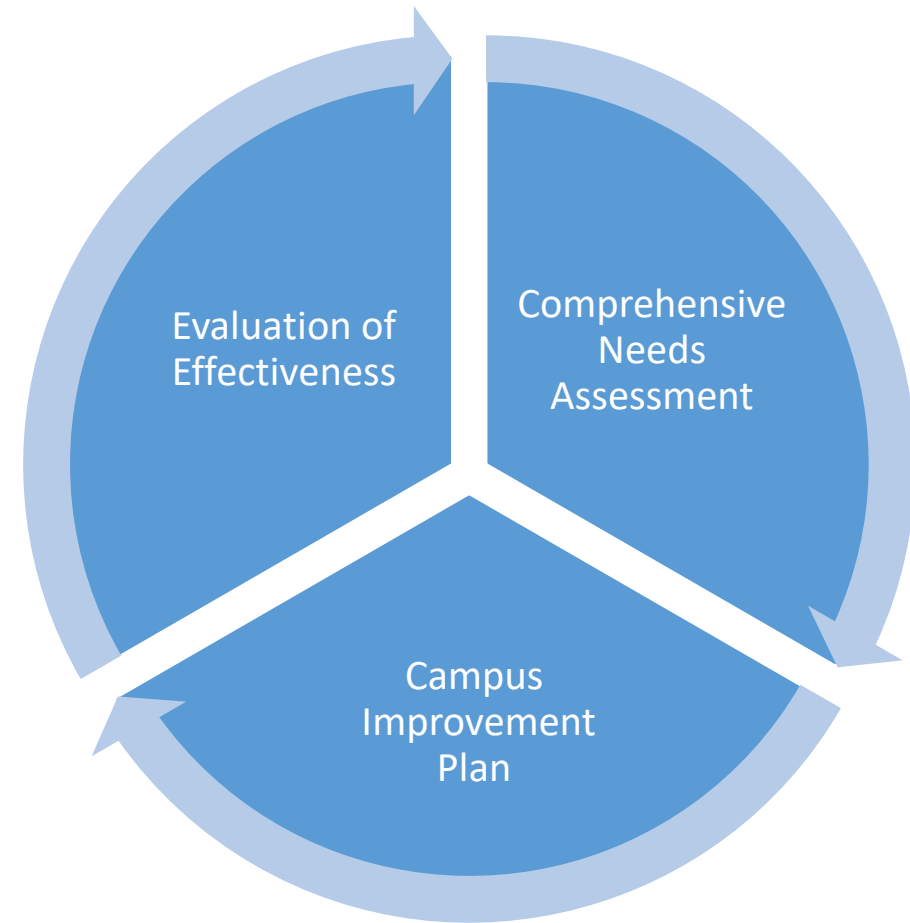 Evaluation of
Effectiveness
Comprehensive
Needs
Assessment
Campus
Improvement
Plan